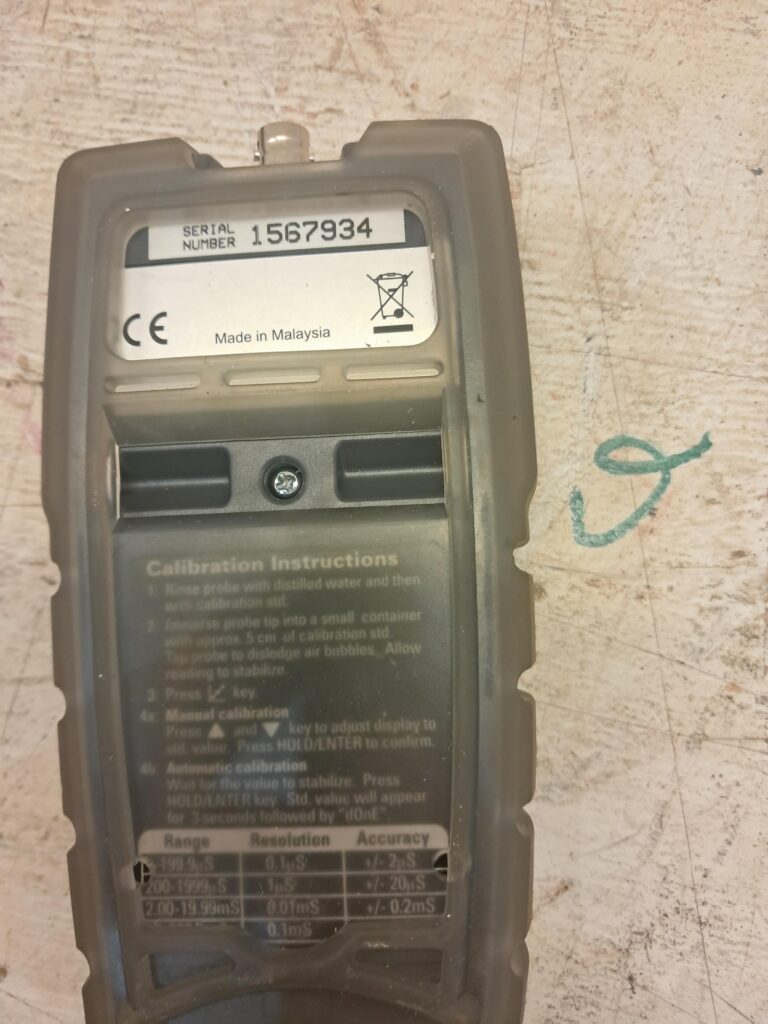 SERIAL
NUMBER 1567934
CE
Made in Malaysia
Calibration Instructions
1: Rinse probe with distilled water and then
with calibration std.
2: Immerse probe tip into a small container
with approx. 5 cm of calibration std.
Tap probe to dislodge air bubbles. Allow
reading to stabilize.
3 Press key.
4a: Manual calibration
Press ▲ and ▼ key to adjust display to
std. value. Press HOLD/ENTER to confirm.
4b: Automatic calibration
Wait for the value to stabilize. Press
HOLD/ENTER key. Std. value will appear
for 3 seconds followed by "dOnE".
Range Resolution Accuracy
-199.9µS 0.1µS +/- 2µS
200-1999µS 1µS +/- 20µS
2.00-19.99mS 0.01mS +/- 0.2mS
0.1mS